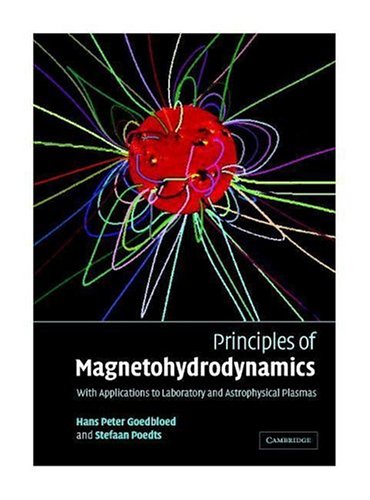 Principles of
Magnetohydrodynamics
With Applications to Laboratory and Astrophysical Plasmas
Hans Peter Goedbloed
and Stefaan Poedts
CAMBRIDGE